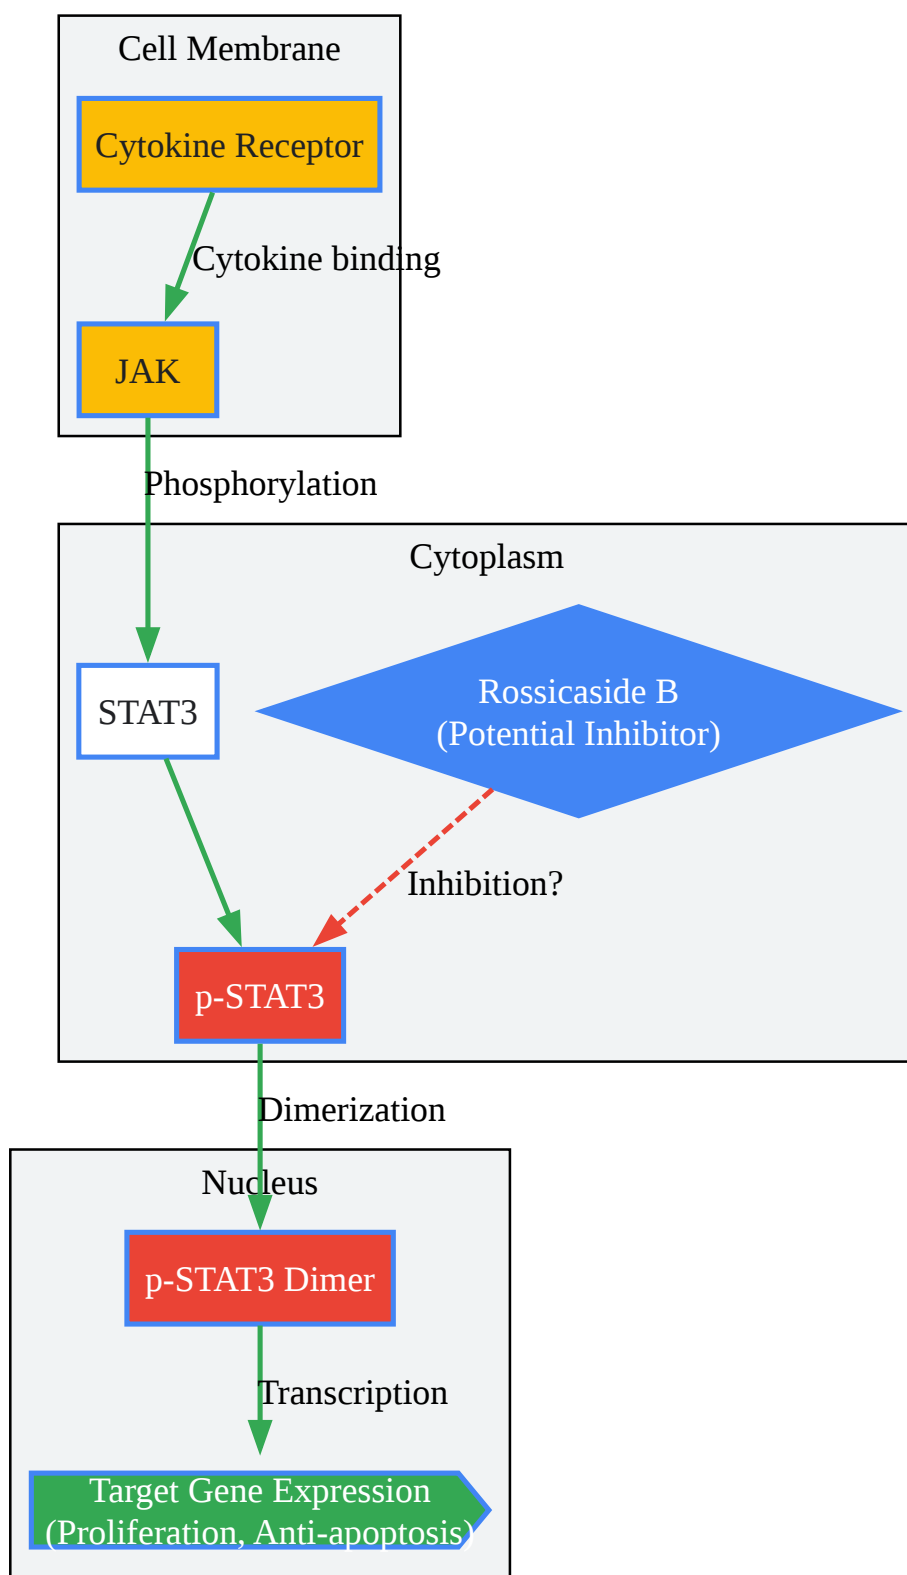 Cell Membrane
Cytokine Receptor
Cytokine binding
JAK
Phosphorylation
Cytoplasm
Rossicaside B
(Potential Inhibitor)
STAT3
Inhibition?
p-STAT3
Dimerization
Nucleus
p-STAT3 Dimer
Transcription
Target Gene Expression
(Proliferation, Anti-apoptosis)